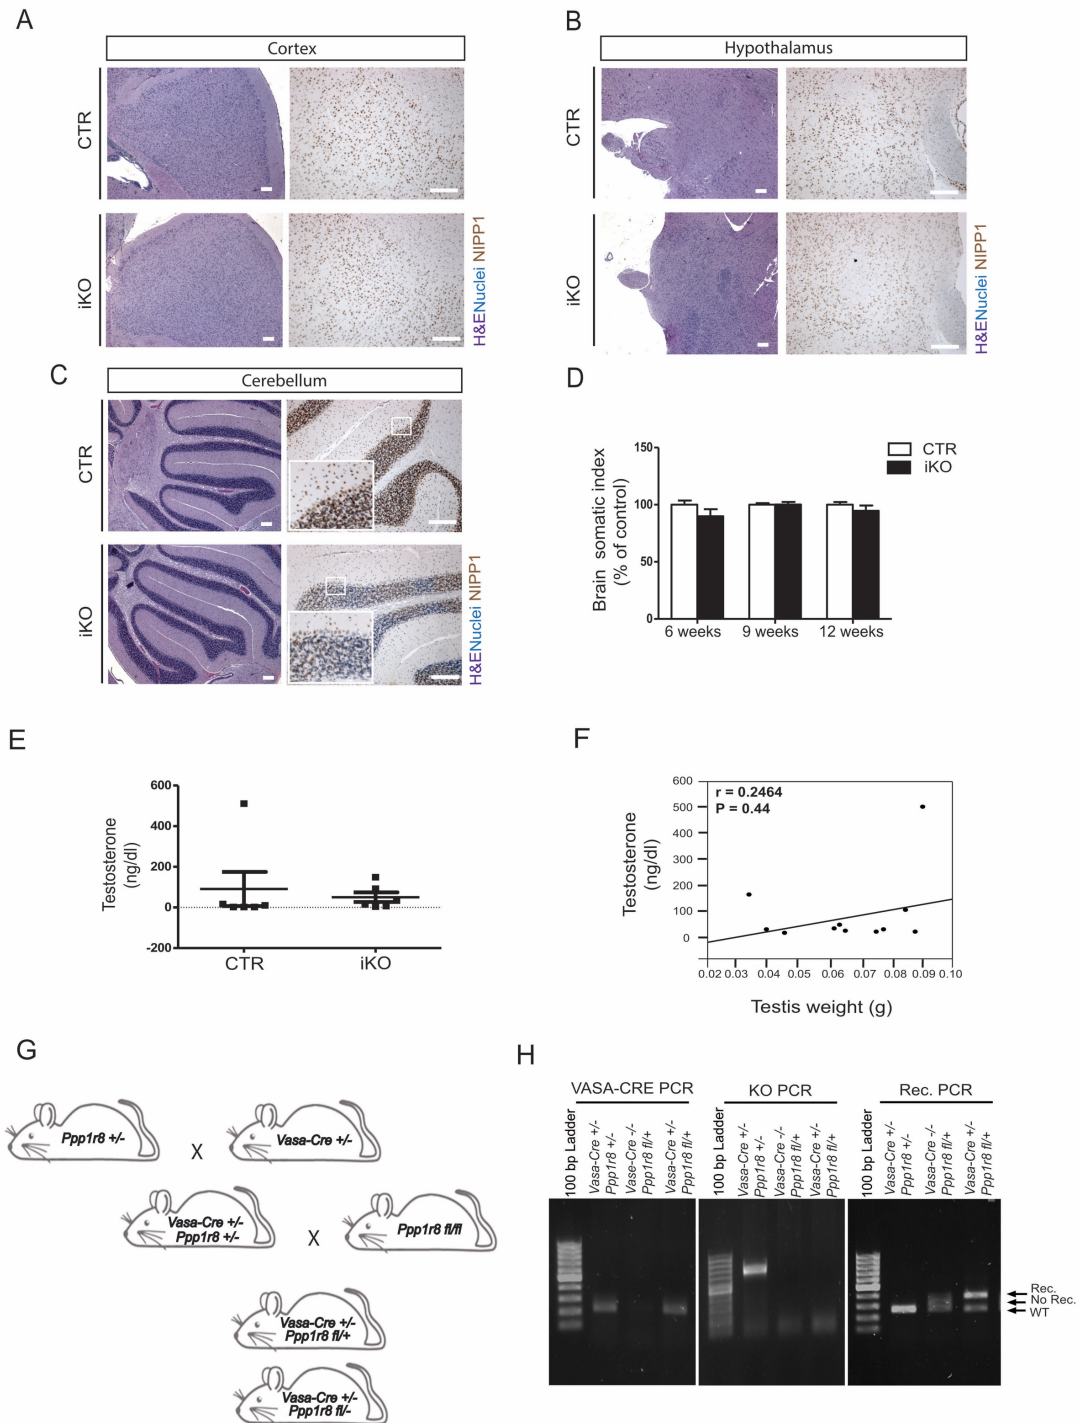 A
Cortex
CTR
iKO
H&E Nuclei NIPP1
B
Hypothalamus
CTR
iKO
H&E Nuclei NIPP1
C
Cerebellum
CTR
iKO
H&E Nuclei NIPP1
D
Brain somatic index
(% of control)
150
100
50
0
6 weeks 9 weeks 12 weeks
CTR
iKO
E
Testosterone
(ng/dl)
600
400
200
0
-200
CTR iKO
F
Testosterone
(ng/dl)
600
500
400
300
200
100
0
r = 0.2464
P = 0.44
0.02 0.03 0.04 0.05 0.06 0.07 0.08 0.09 0.10
Testis weight (g)
G
Ppp1r8 +/-
X
Vasa-Cre +/-
Vasa-Cre +/-
Ppp1r8 +/-
X
Ppp1r8 fl/fl
Vasa-Cre +/-
Ppp1r8 fl/+
Vasa-Cre +/-
Ppp1r8 fl/-
H
VASA-CRE PCR
100 bp Ladder
Vasa-Cre +/-
Ppp1r8 +/-
Vase-Cre -/-
Ppp1r8 fl/+
Vasa-Cre +/-
Ppp1r8 fl/+
KO PCR
100 bp Ladder
Vasa-Cre +/-
Ppp1r8 +/-
Vasa-Cre -/-
Ppp1r8 fl/+
Vasa-Cre +/-
Ppp1r8 fl/+
Rec. PCR
100 bp Ladder
Vasa-Cre +/-
Ppp1r8 +/-
Vasa-Cre -/-
Ppp1r8 fl/+
Vasa-Cre +/-
Ppp1r8 fl/+
Rec.
No Rec.
WT